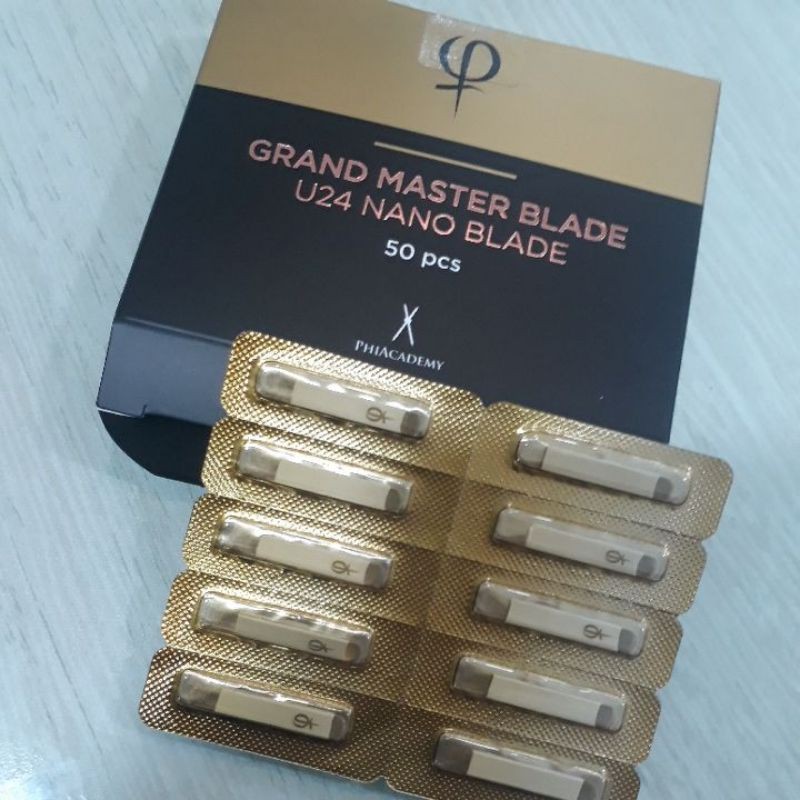 φ
GRAND MASTER BLADE
U24 NANO BLADE
50 pcs
PHIACADEMY